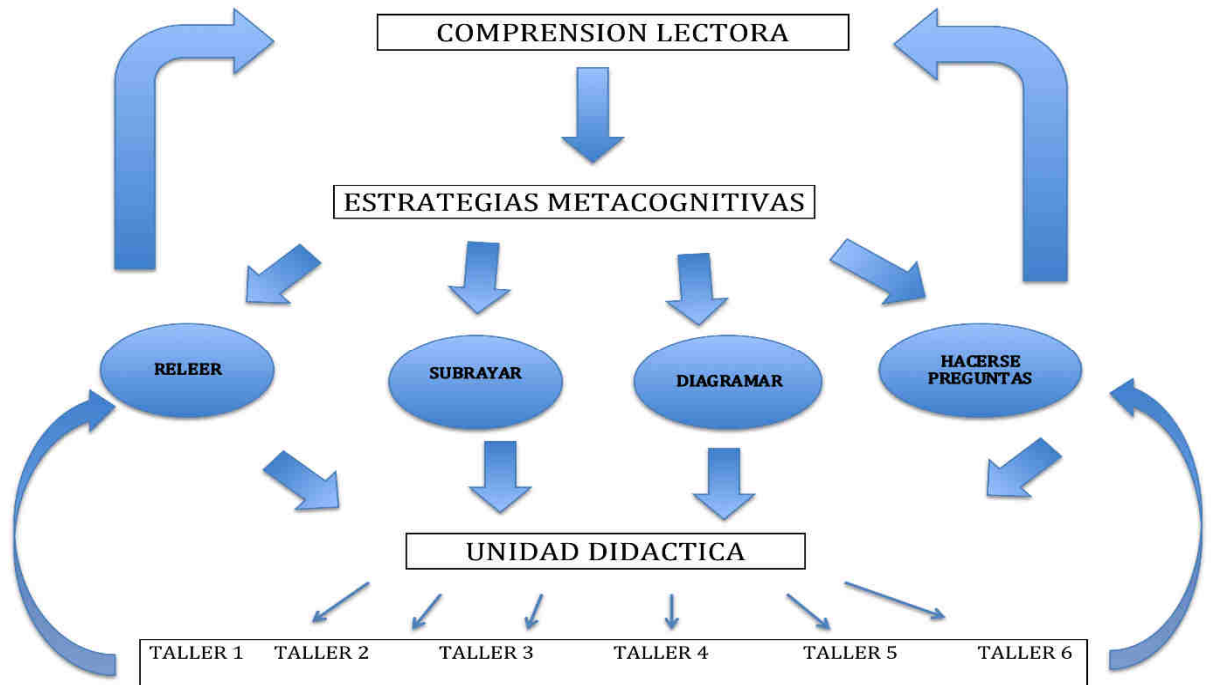 COMPRENSION LECTORA
ESTRATEGIAS METACOGNITIVAS
RELEER
SUBRAYAR
DIAGRAMAR
HACERSE
PREGUNTAS
UNIDAD DIDACTICA
TALLER 1 TALLER 2 TALLER 3 TALLER 4 TALLER 5 TALLER 6